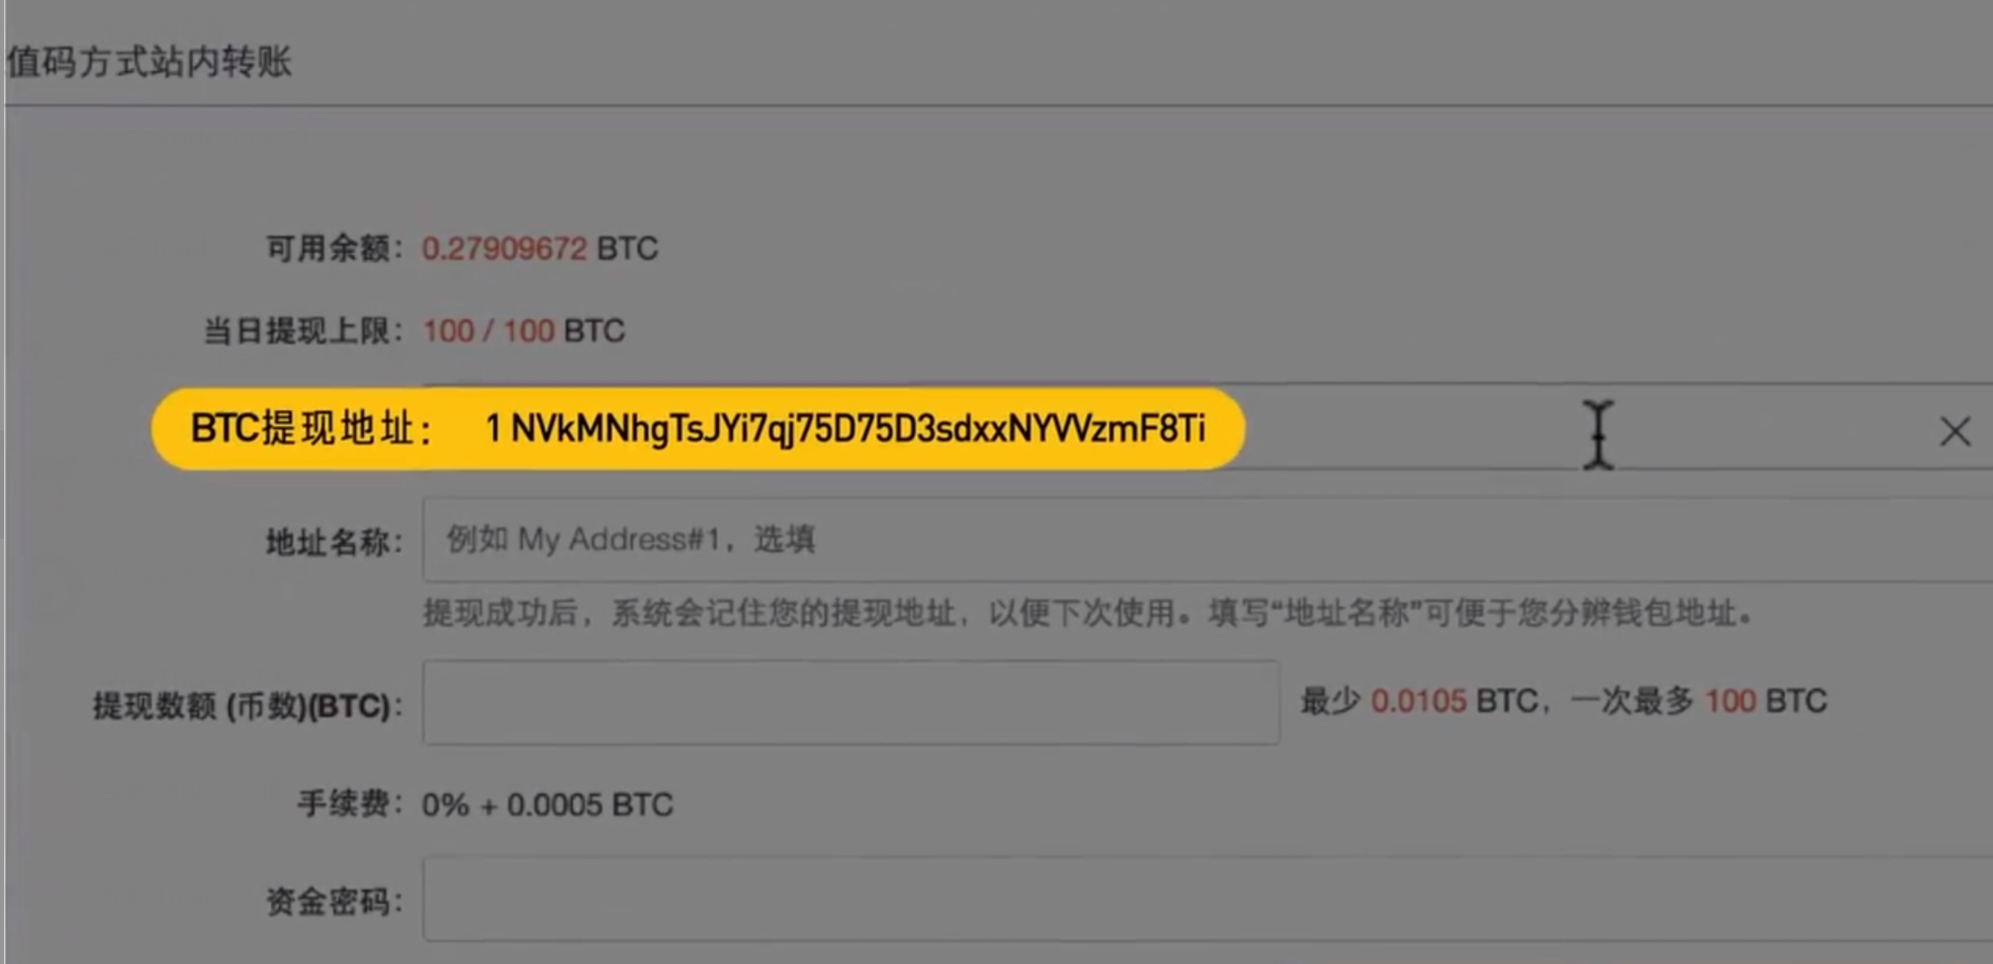 值码方式站内转账
可用余额： 0.27909672 BTC
当日提现上限： 100 / 100 BTC
BTC提现地址： 1 NVkMNhgTsJYi7qj75D75D3sdxxNYVVzmF8Ti
地址名称： 例如 My Address#1，选填
提现成功后，系统会记住您的提现地址，以便下次使用。填写“地址名称”可便于您分辨钱包地址。
提现数额 (币数)(BTC)： 最少 0.0105 BTC，一次最多 100 BTC
手续费： 0% + 0.0005 BTC
资金密码：